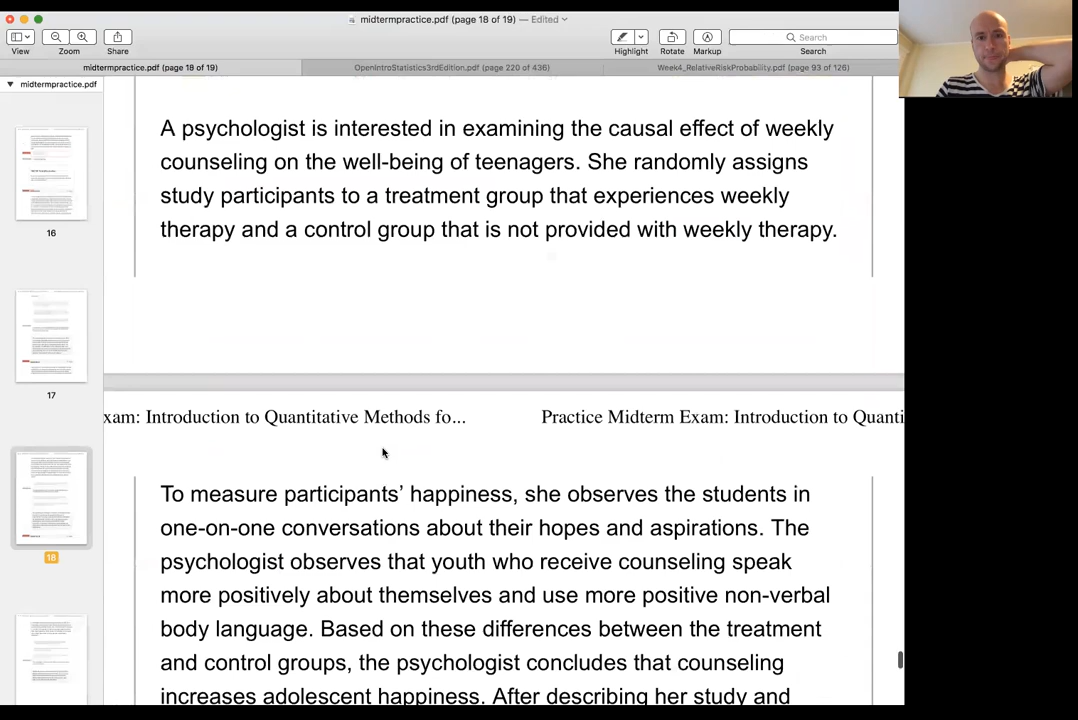 midtermpractice.pdf (page 18 of 19) — Edited
View
Zoom
Share
Highlight
Rotate
Markup
Search
Search
midtermpractice.pdf (page 18 of 19)
OpenIntroStatistics3rdEdition.pdf (page 220 of 436)
Week4_RelativeRiskProbability.pdf (page 93 of 126)
midtermpractice.pdf
16
17
18
A psychologist is interested in examining the causal effect of weekly
counseling on the well-being of teenagers. She randomly assigns
study participants to a treatment group that experiences weekly
therapy and a control group that is not provided with weekly therapy.
xam: Introduction to Quantitative Methods fo...
Practice Midterm Exam: Introduction to Quanti
To measure participants’ happiness, she observes the students in
one-on-one conversations about their hopes and aspirations. The
psychologist observes that youth who receive counseling speak
more positively about themselves and use more positive non-verbal
body language. Based on these differences between the treatment
and control groups, the psychologist concludes that counseling
increases adolescent happiness. After describing her study and